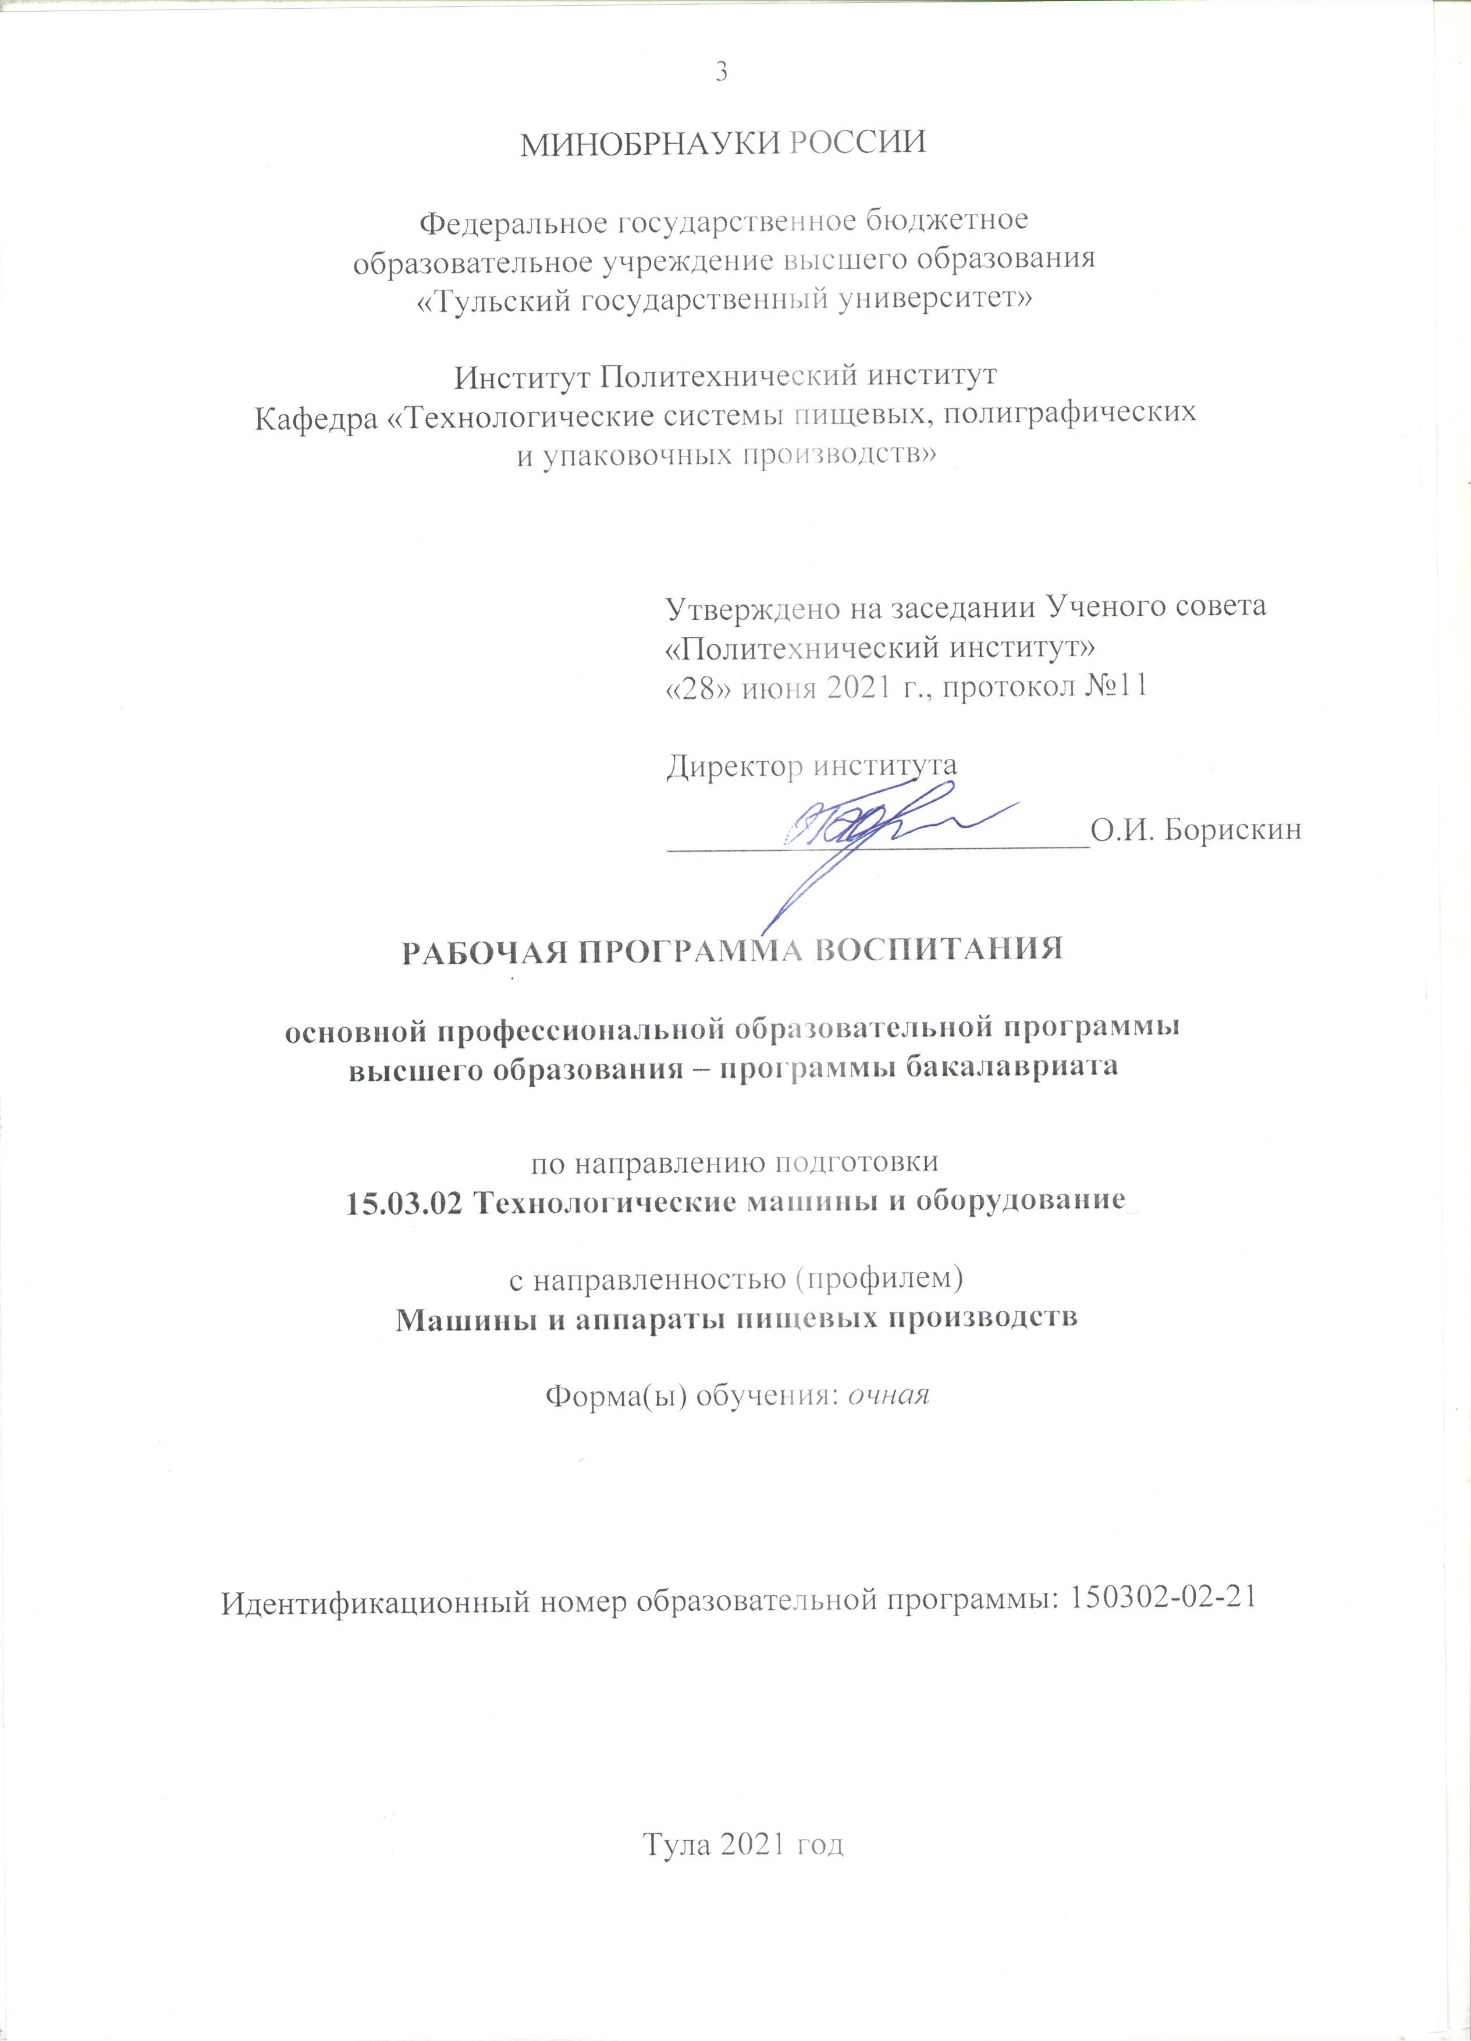 3
МИНОБРНАУКИ РОССИИ
Федеральное государственное бюджетное
образовательное учреждение высшего образования
«Тульский государственный университет»
Институт Политехнический институт
Кафедра «Технологические системы пищевых, полиграфических
и упаковочных производств»
Утверждено на заседании Ученого совета
«Политехнический институт»
«28» июня 2021 г., протокол №11
Директор института
О.И. Борискин
РАБОЧАЯ ПРОГРАММА ВОСПИТАНИЯ
основной профессиональной образовательной программы
высшего образования – программы бакалавриата
по направлению подготовки
15.03.02 Технологические машины и оборудование
с направленностью (профилем)
Машины и аппараты пищевых производств
Форма(ы) обучения: очная
Идентификационный номер образовательной программы: 150302-02-21
Тула 2021 год